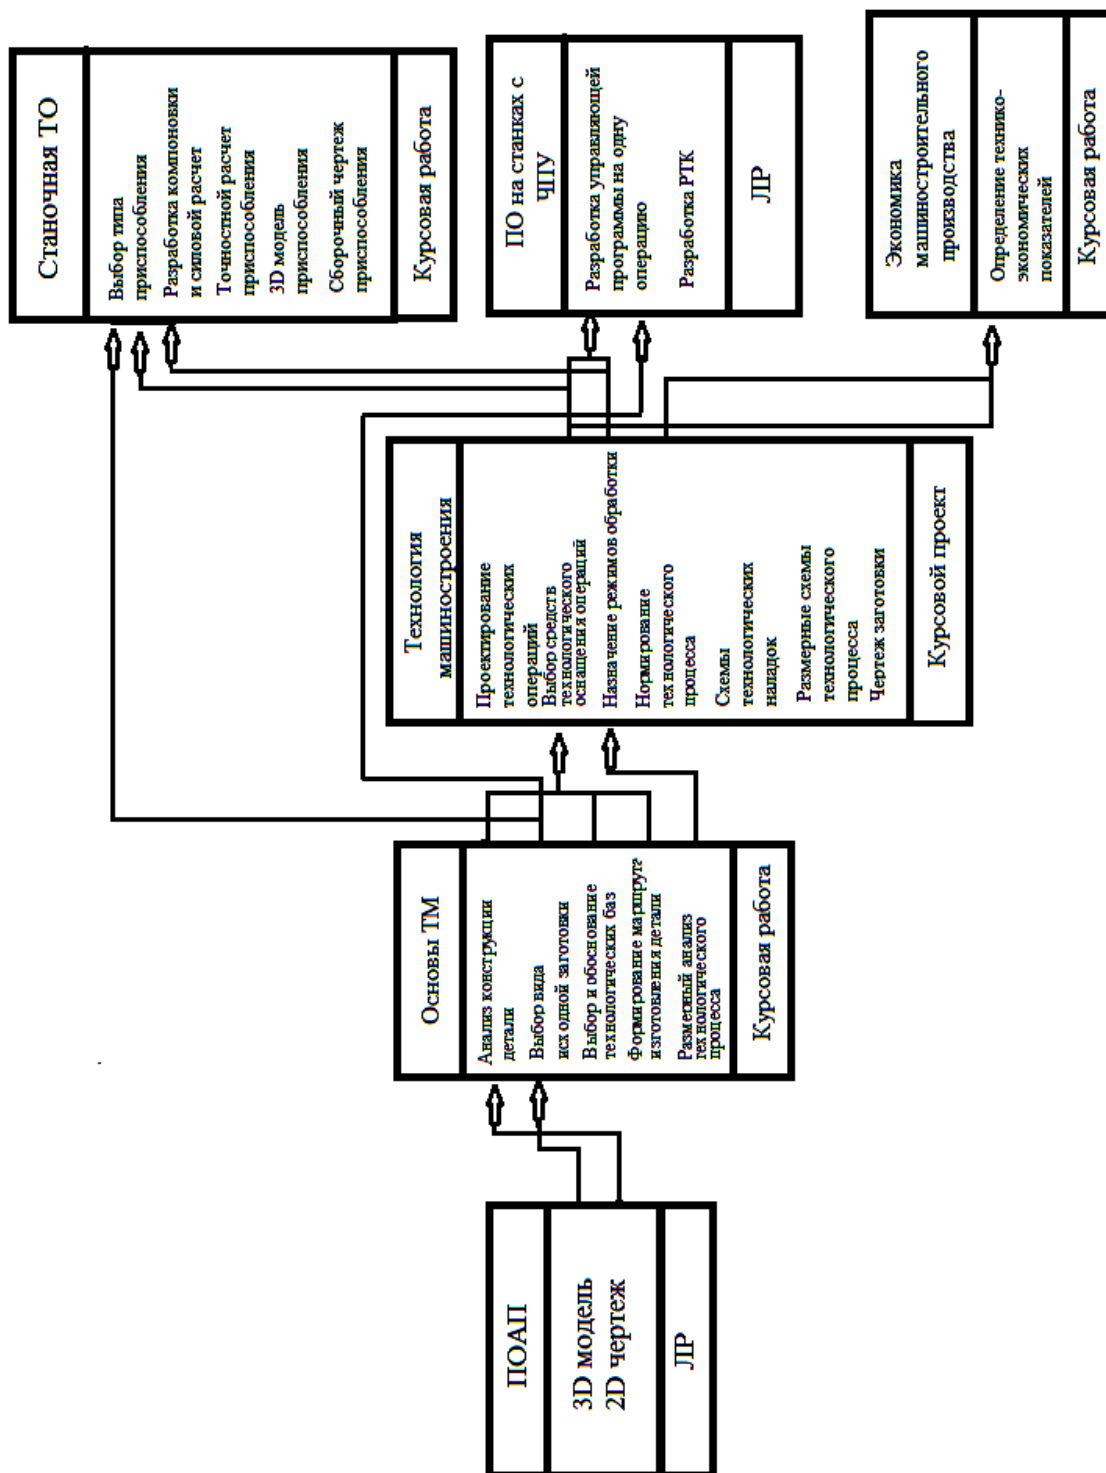 ПОАП
3D модель
2D чертеж
ЛР
Основы ТМ
Анализ конструкции
детали
Выбор вида
исходной заготовки
Выбор и обоснование
технологических баз
Формирование маршрута
изготовления детали
Размерный анализ
технологического
процесса
Курсовая работа
Технология
машиностроения
Проектирование
технологических
операций
Выбор средств
технологического
оснащения операций
Назначение режимов обработки
Нормирование
технологического
процесса
Схемы
технологических
наладок
Размерные схемы
технологического
процесса
Чертеж заготовки
Курсовой проект
Станочная ТО
Выбор типа
приспособления
Разработка компоновки
и силовой расчет
Точностной расчет
приспособления
3D модель
приспособления
Сборочный чертеж
приспособления
Курсовая работа
ПО на станках с
ЧПУ
Разработка управляющей
программы на одну
операцию
Разработка РТК
ЛР
Экономика
машиностроительного
производства
Определение технико-
экономических
показателей
Курсовая работа